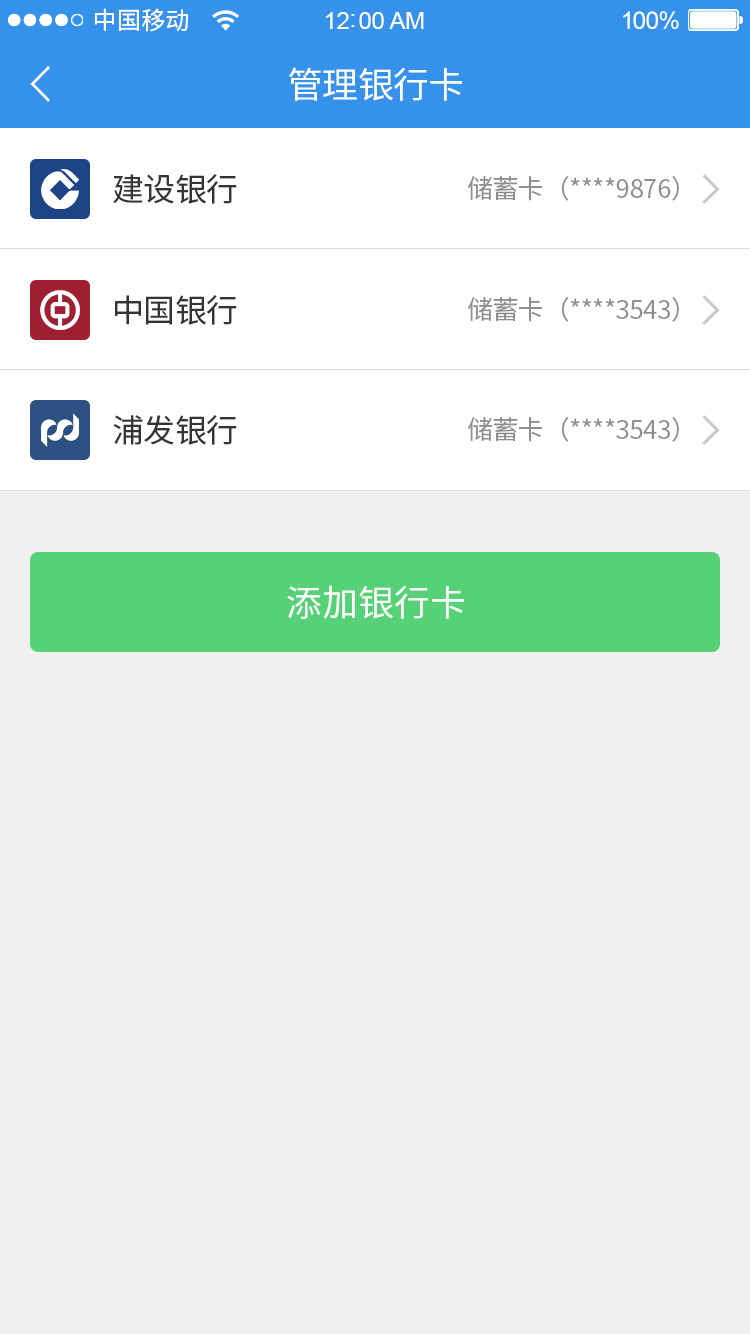 中国移动 12:00 AM 100%
管理银行卡
建设银行 储蓄卡（****9876）
中国银行 储蓄卡（****3543）
浦发银行 储蓄卡（****3543）
添加银行卡